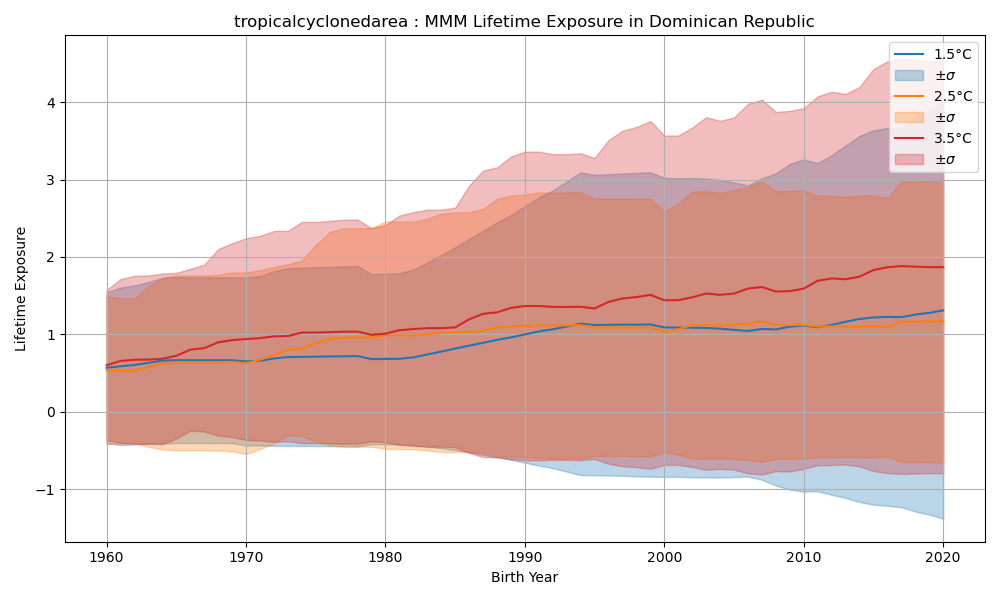 tropicalcyclonedarea : MMM Lifetime Exposure in Dominican Republic
1.5°C
±σ
2.5°C
±σ
3.5°C
±σ
Lifetime Exposure
4
3
2
1
0
−1
1960
1970
1980
1990
2000
2010
2020
Birth Year